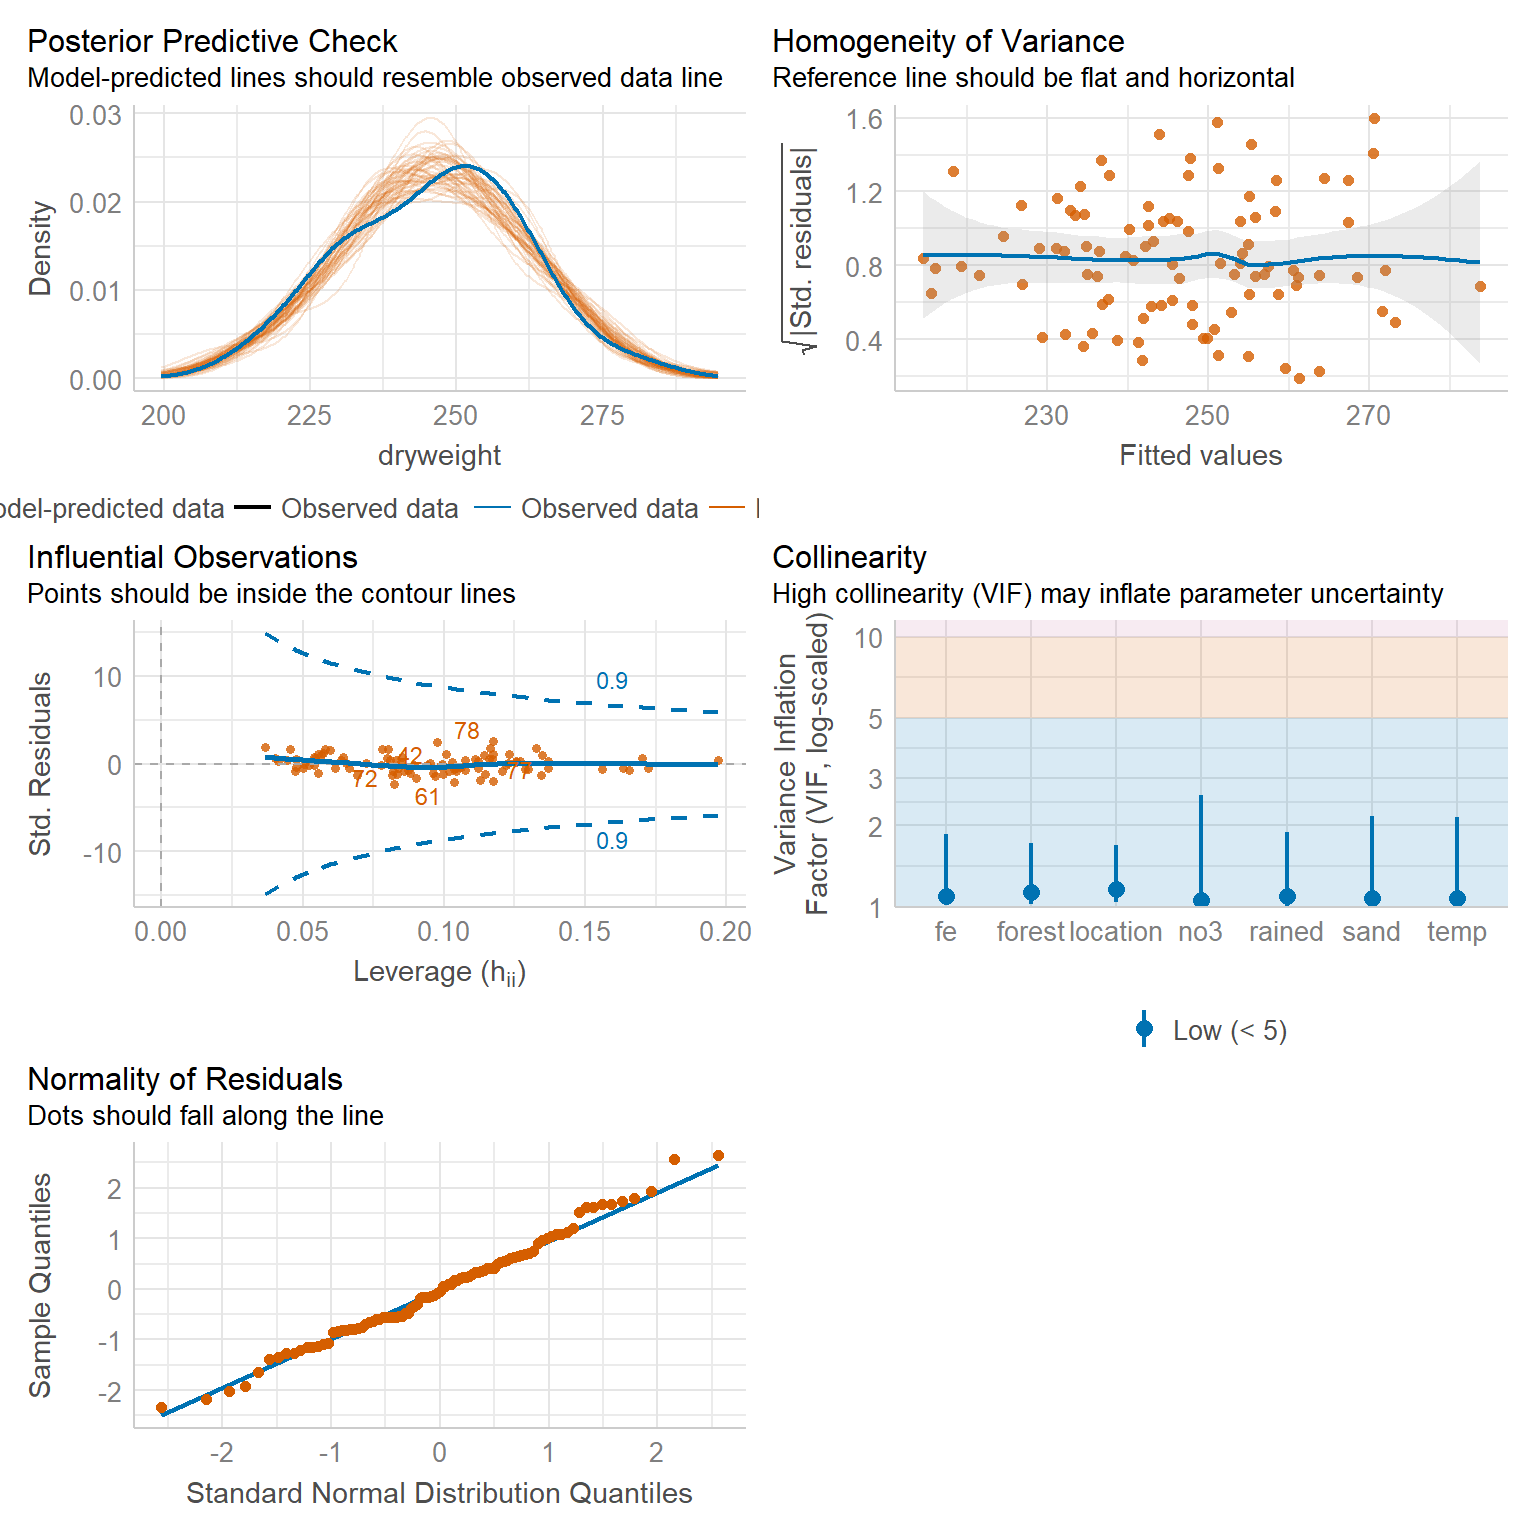 Posterior Predictive Check
Model-predicted lines should resemble observed data line
0.03
0.02
0.01
0.00
Density
200 225 250 275
dryweight
odel-predicted data Observed data Observed data
Homogeneity of Variance
Reference line should be flat and horizontal
1.6
1.2
0.8
0.4
√|Std. residuals|
230 250 270
Fitted values
Influential Observations
Points should be inside the contour lines
10
0
-10
Std. Residuals
0.9
78
42
72
77
61
0.9
0.00 0.05 0.10 0.15 0.20
Leverage (hii)
Collinearity
High collinearity (VIF) may inflate parameter uncertainty
Variance Inflation
Factor (VIF, log-scaled)
10
5
3
2
1
fe forest location no3 rained sand temp
Low (< 5)
Normality of Residuals
Dots should fall along the line
2
1
0
-1
-2
Sample Quantiles
-2 -1 0 1 2
Standard Normal Distribution Quantiles